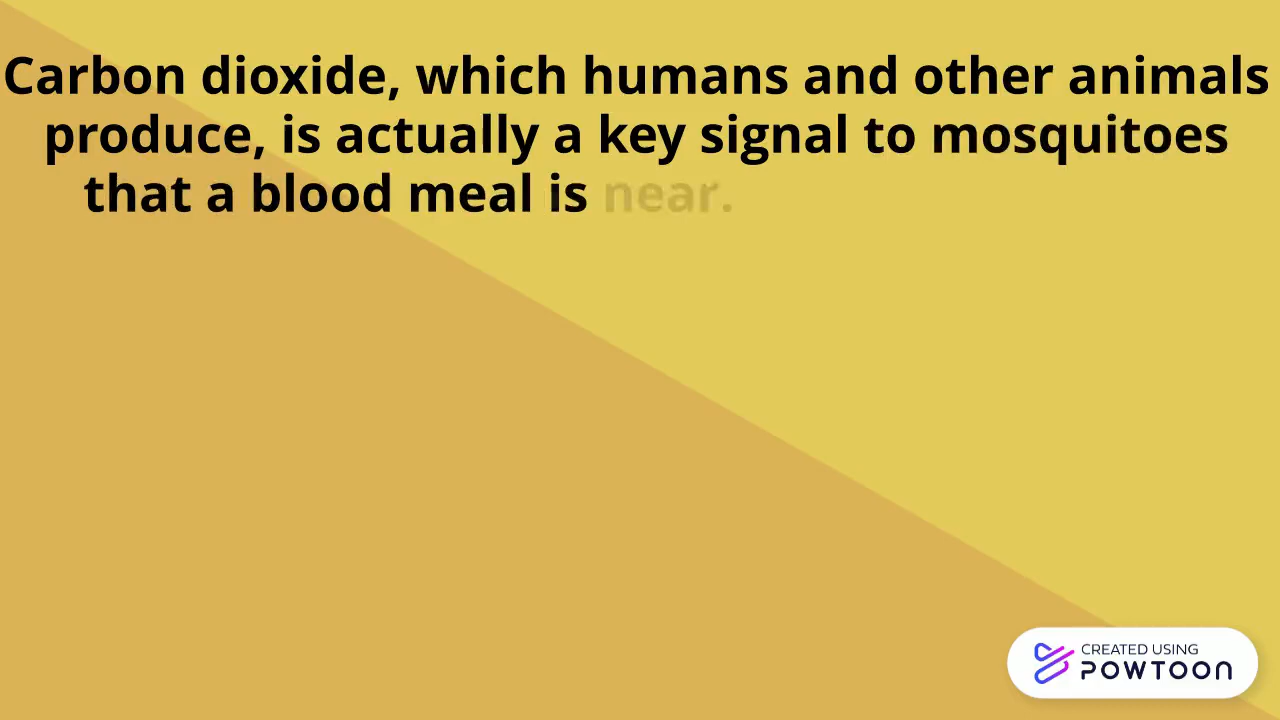 Carbon dioxide, which humans and other animals
produce, is actually a key signal to mosquitoes
that a blood meal is near.
CREATED USING
POWTOON